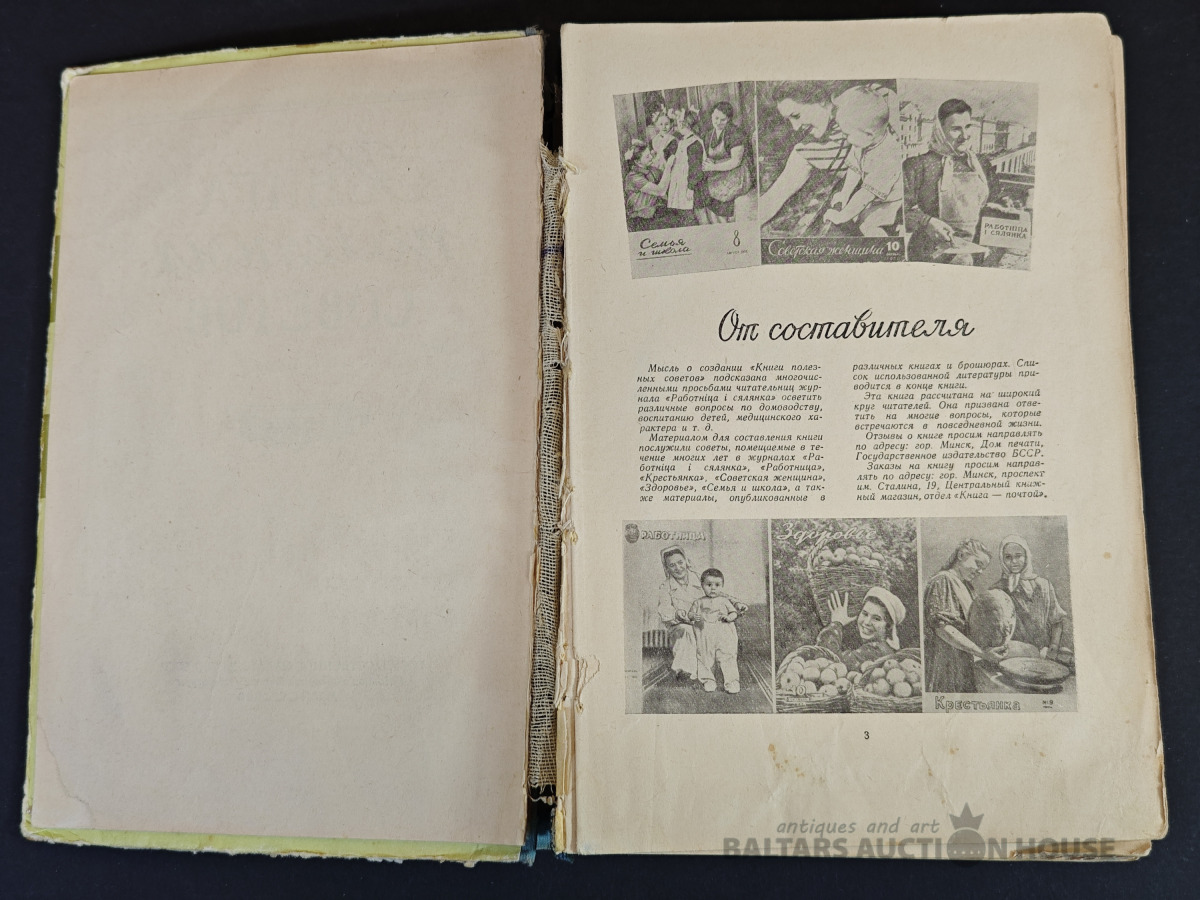 Семья
и школа
8
Советская женщина 10
РАБОТНІЦА
І СЯЛЯНКА
От составителя
Мысль о создании «Книги полез-
ных советов» подсказана многочис-
ленными просьбами читательниц жур-
нала «Работніца і сялянка» осветить
различные вопросы по домоводству,
воспитанию детей, медицинского ха-
рактера и т. д.
Материалом для составления книги
послужили советы, помещаемые в те-
чение многих лет в журналах «Ра-
ботніца і сялянка», «Работница»,
«Крестьянка», «Советская женщина»,
«Здоровье», «Семья и школа», а так-
же материалы, опубликованные в
различных книгах и брошюрах. Спи-
сок использованной литературы при-
водится в конце книги.
Эта книга рассчитана на широкий
круг читателей. Она призвана отве-
тить на многие вопросы, которые
встречаются в повседневной жизни.
Отзывы о книге просим направлять
по адресу: гор. Минск, Дом печати,
Государственное издательство БССР.
Заказы на книгу просим направ-
лять по адресу: гор. Минск, проспект
им. Сталина, 19, Центральный книж-
ный магазин, отдел «Книга — почтой».
РАБОТНИЦА
Здоровье
10
КРЕСТЬЯНКА
3
antiques and art
BALTARS AUCTION HOUSE